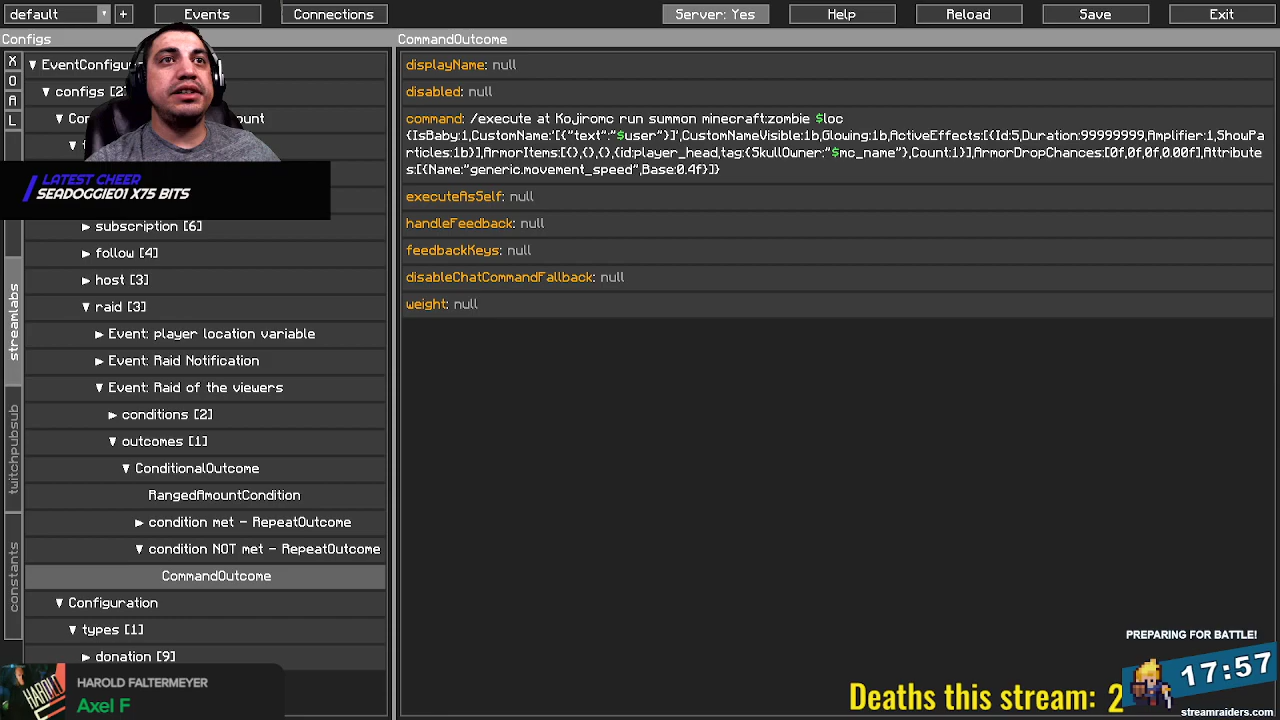 default + Events Connections Server: Yes Help Reload Save Exit
Configs
X
O
A
L
EventConfigu
configs [2]
Con
ount
LATEST CHEER
SEADOGGIE01 X75 BITS
subscription [6]
follow [4]
host [3]
raid [3]
Event: player location variable
Event: Raid Notification
Event: Raid of the viewers
conditions [2]
outcomes [1]
ConditionalOutcome
RangedAmountCondition
condition met - RepeatOutcome
condition NOT met - RepeatOutcome
CommandOutcome
Configuration
types [1]
donation [9]
streamlabs
twitchpubsub
constants
HAROLD FALTERMEYER
Axel F
HAROLD
CommandOutcome
displayName: null
disabled: null
command: /execute at Kojiromc run summon minecraft:zombie $loc
{IsBaby:1,CustomName:'[{"text":"$user"}]',CustomNameVisible:1b,Glowing:1b,ActiveEffects:[{Id:5,Duration:99999999,Amplifier:1,ShowPa
rticles:1b}],ArmorItems:[{},{},{},{id:player_head,tag:{SkullOwner:"$mc_name"},Count:1}],ArmorDropChances:[0f,0f,0f,0.00f],Attribute
s:[{Name:"generic.movement_speed",Base:0.4f}]}
executeAsSelf: null
handleFeedback: null
feedbackKeys: null
disableChatCommandFallback: null
weight: null
PREPARING FOR BATTLE!
17:57
Deaths this stream: 2
streamraiders.com